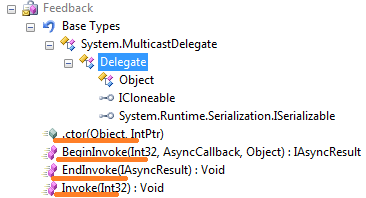 Feedback
Base Types
System.MulticastDelegate
Delegate
Object
ICloneable
System.Runtime.Serialization.ISerializable
.ctor(Object, IntPtr)
BeginInvoke(Int32, AsyncCallback, Object) : IAsyncResult
EndInvoke(IAsyncResult) : Void
Invoke(Int32) : Void